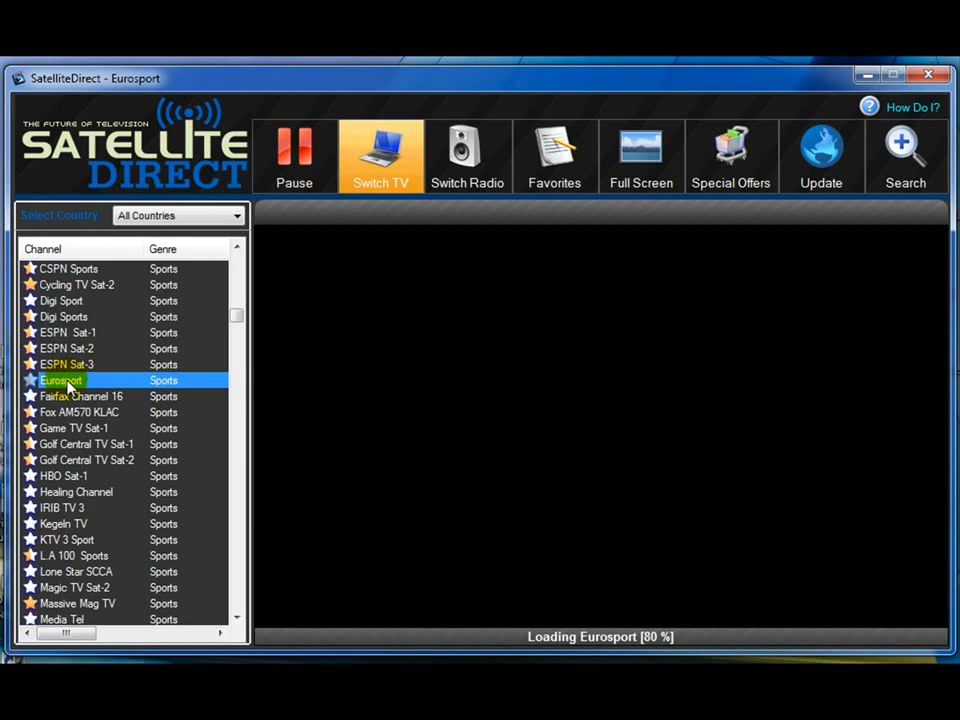 SatelliteDirect - Eurosport
How Do I?
THE FUTURE OF TELEVISION
SATELLITE
DIRECT
Pause
Switch TV
Switch Radio
Favorites
Full Screen
Special Offers
Update
Search
Select Country
All Countries
Channel Genre
CSPN Sports Sports
Cycling TV Sat-2 Sports
Digi Sport Sports
Digi Sports Sports
ESPN Sat-1 Sports
ESPN Sat-2 Sports
ESPN Sat-3 Sports
Eurosport Sports
Fairfax Channel 16 Sports
Fox AM570 KLAC Sports
Game TV Sat-1 Sports
Golf Central TV Sat-1 Sports
Golf Central TV Sat-2 Sports
HBO Sat-1 Sports
Healing Channel Sports
IRIB TV 3 Sports
Kegeln TV Sports
KTV 3 Sport Sports
L.A 100 Sports Sports
Lone Star SCCA Sports
Magic TV Sat-2 Sports
Massive Mag TV Sports
Media Tel Sports
Loading Eurosport [80 %]